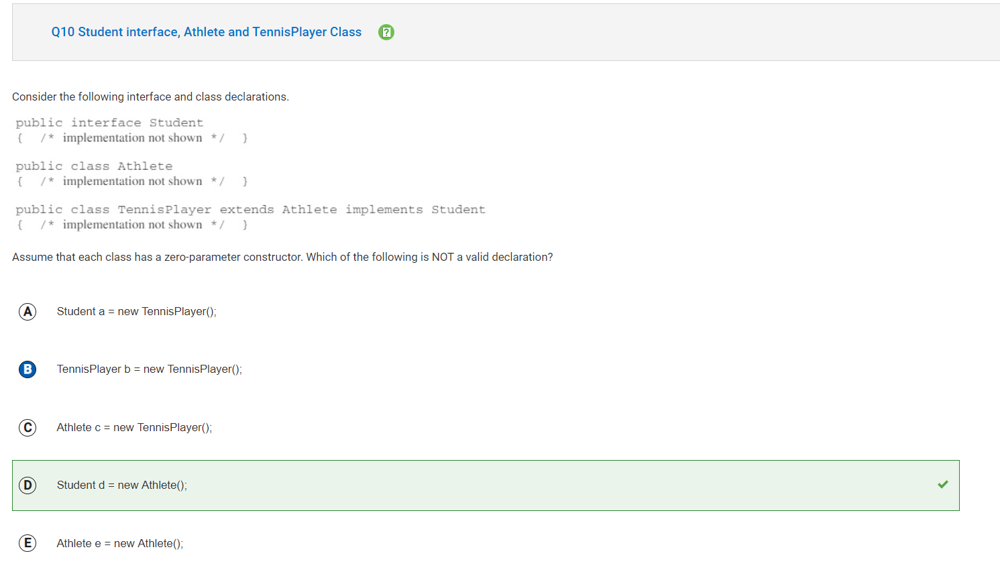 Q10 Student interface, Athlete and TennisPlayer Class
Consider the following interface and class declarations.
public interface Student
{ /* implementation not shown */ }
public class Athlete
{ /* implementation not shown */ }
public class TennisPlayer extends Athlete implements Student
{ /* implementation not shown */ }
Assume that each class has a zero-parameter constructor. Which of the following is NOT a valid declaration?
A Student a = new TennisPlayer();
B TennisPlayer b = new TennisPlayer();
C Athlete c = new TennisPlayer();
D Student d = new Athlete();
E Athlete e = new Athlete();